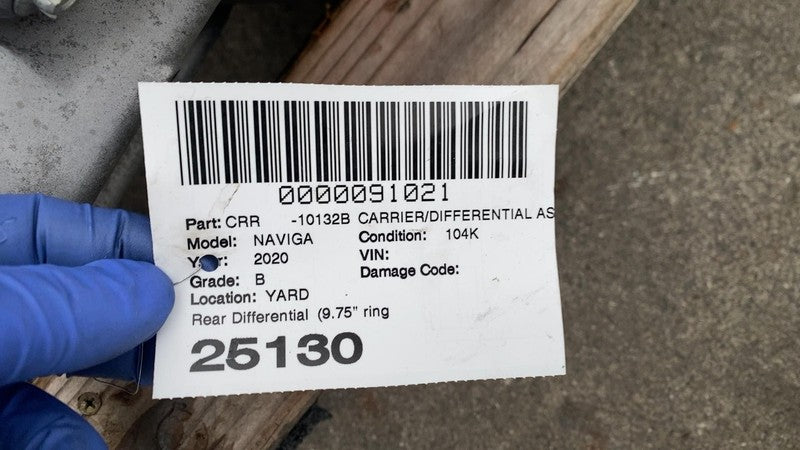 0000091021
Part: CRR -10132B CARRIER/DIFFERENTIAL AS
Model: NAVIGA Condition: 104K
Year: 2020 VIN:
Grade: B Damage Code:
Location: YARD
Rear Differential (9.75" ring
25130